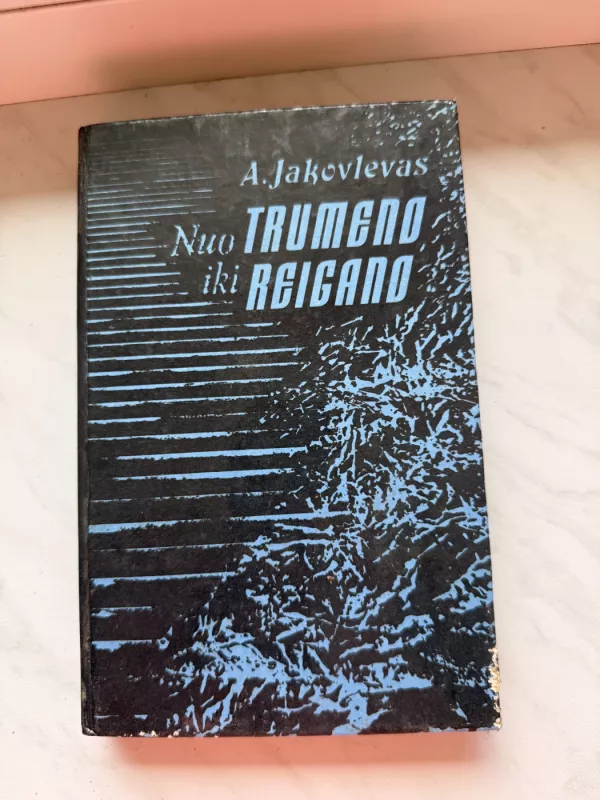 A. Jakovlevas
Nuo TRUMENO
iki REIGANO